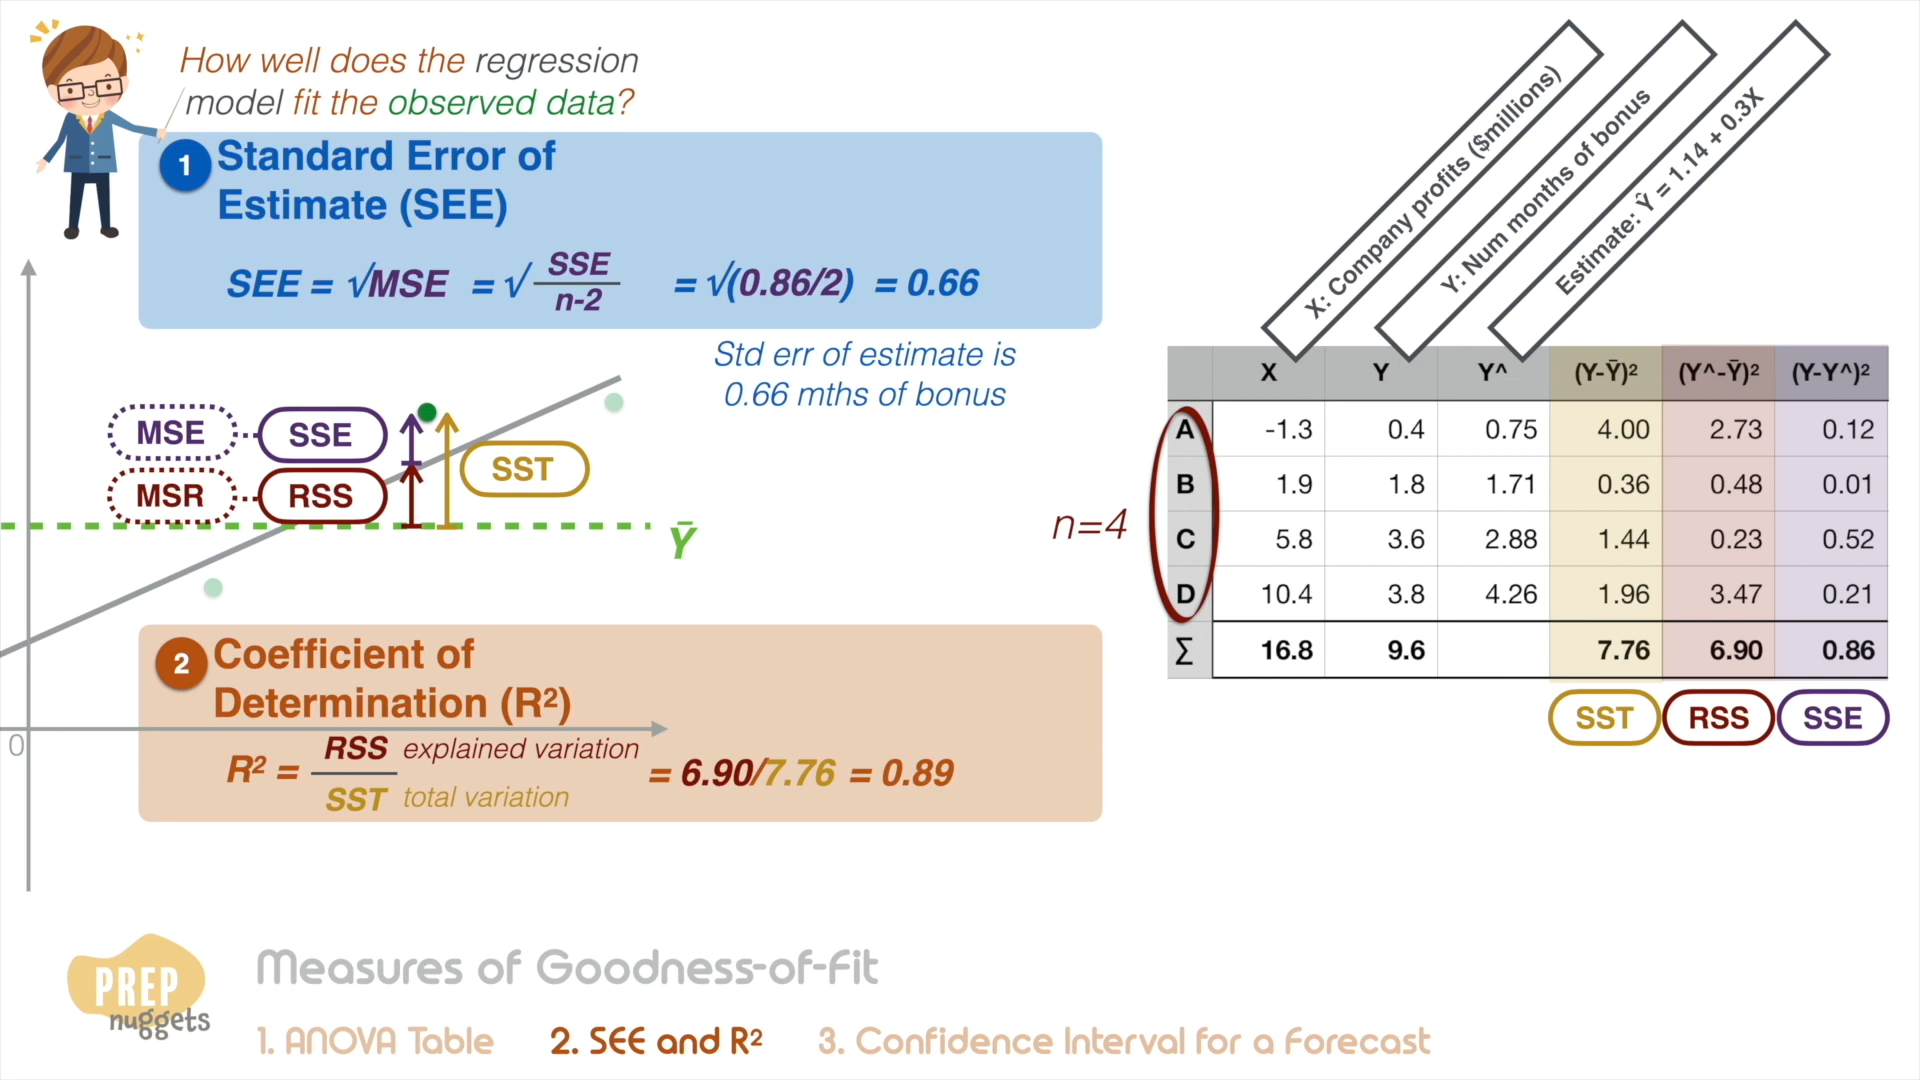 How well does the regression
model fit the observed data?
1 Standard Error of
Estimate (SEE)
SEE = √MSE = √ SSE / n-2 = √(0.86/2) = 0.66
Std err of estimate is
0.66 mths of bonus
MSE SSE
MSR RSS
SST
Ȳ
0
2 Coefficient of
Determination (R²)
R² = RSS explained variation / SST total variation = 6.90/7.76 = 0.89
n=4
X: Company profits ($millions)
Y: Num months of bonus
Estimate: Ŷ = 1.14 + 0.3X
X Y Y^ (Y-Ȳ)² (Y^-Ȳ)² (Y-Y^)²
A -1.3 0.4 0.75 4.00 2.73 0.12
B 1.9 1.8 1.71 0.36 0.48 0.01
C 5.8 3.6 2.88 1.44 0.23 0.52
D 10.4 3.8 4.26 1.96 3.47 0.21
∑ 16.8 9.6 7.76 6.90 0.86
SST RSS SSE
PREP
nuggets
Measures of Goodness-of-Fit
1. ANOVA Table 2. SEE and R² 3. Confidence Interval for a Forecast